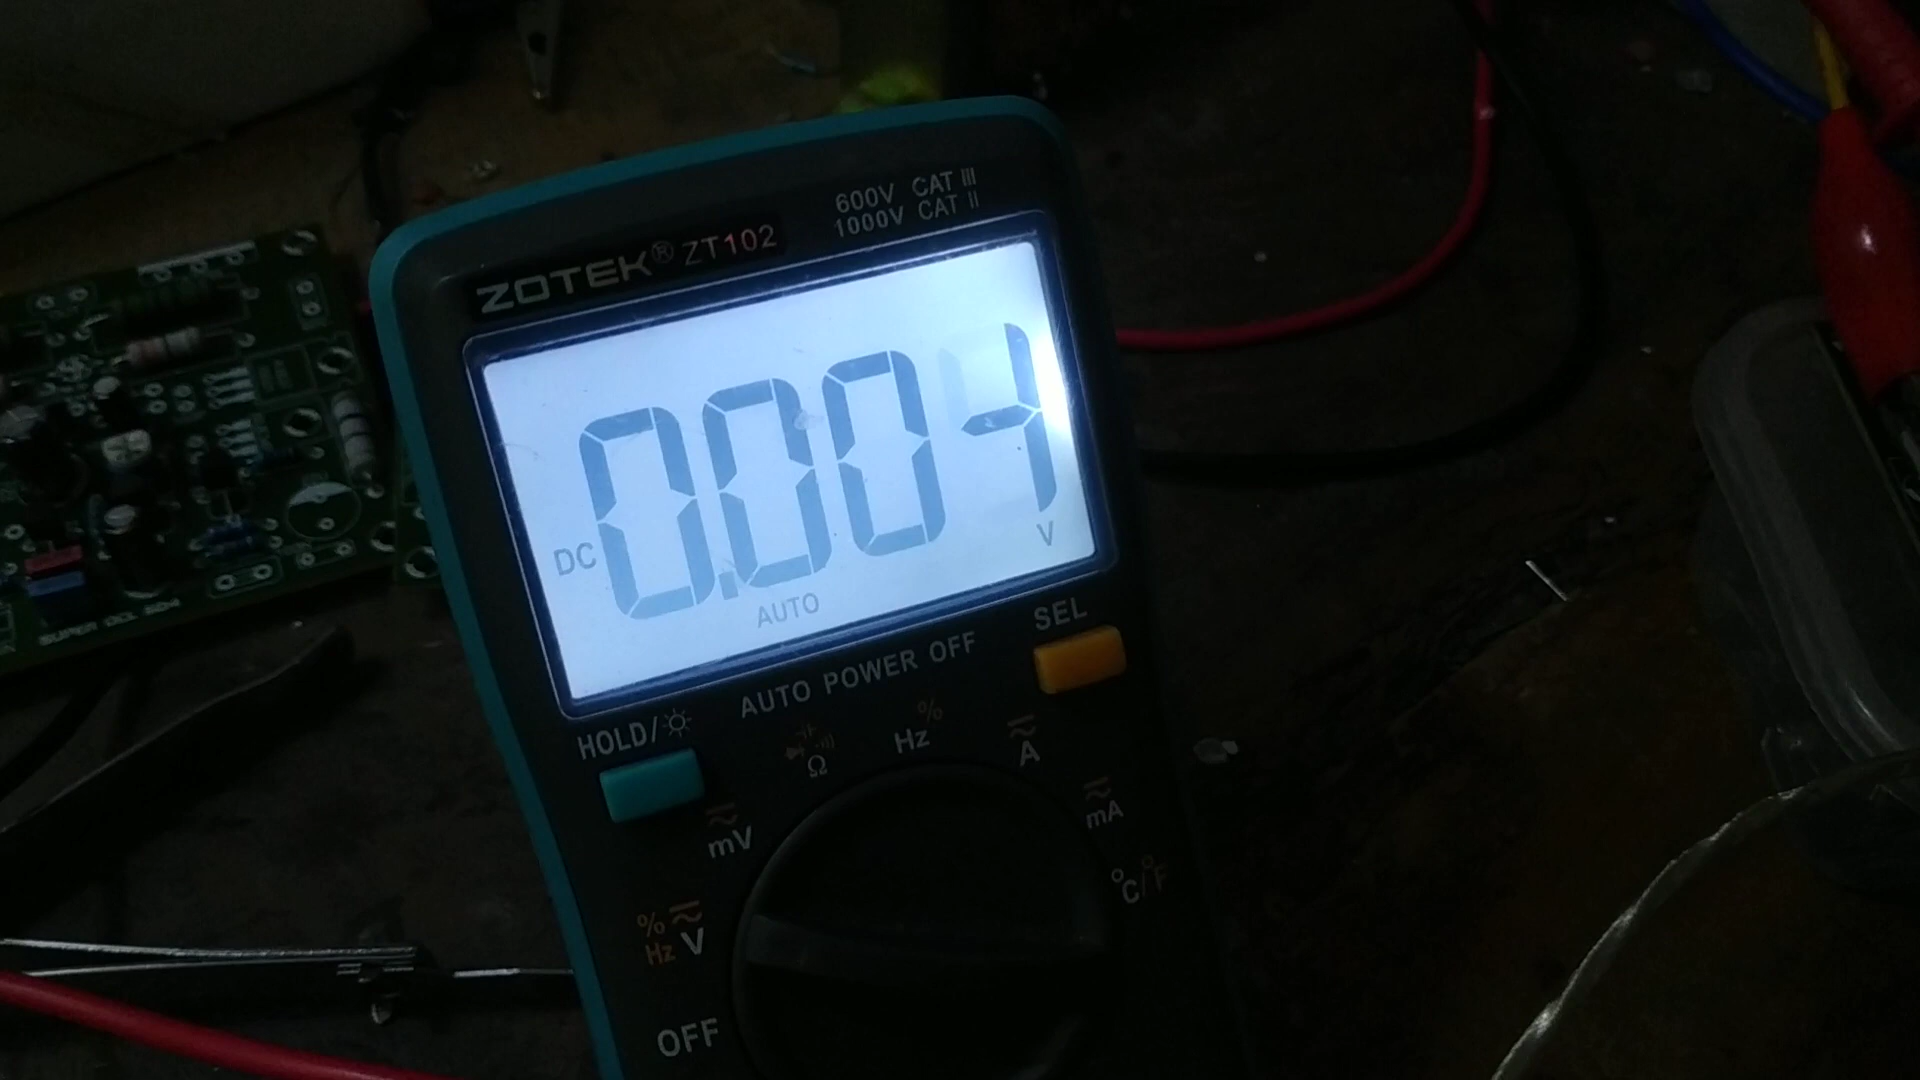 600V CAT III
1000V CAT II
ZOTEK® ZT102
DC 0.004 V
AUTO
SEL
AUTO POWER OFF
HOLD/
Hz %
Ω
A
mV
mA
°C/°F
% Hz V
OFF
SUPER OCL